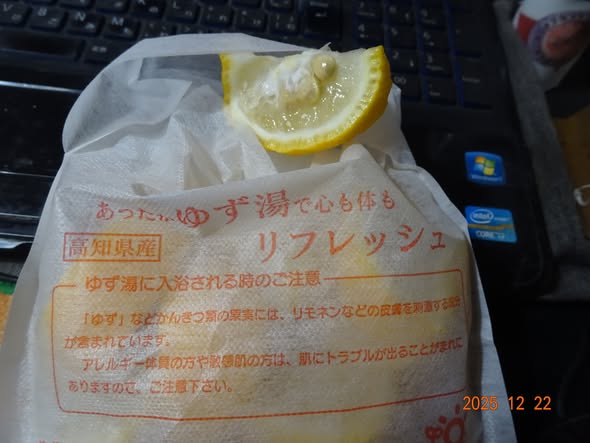 あったか ゆず湯で心も体も
高知県産 リフレッシュ
ゆず湯に入浴される時のご注意
「ゆず」などかんきつ類の果実には、リモネンなどの皮膚を刺激する成分
が含まれています。
アレルギー体質の方や敏感肌の方は、肌にトラブルが出ることがまれに
ありますので、ご注意下さい。
2025 12 22